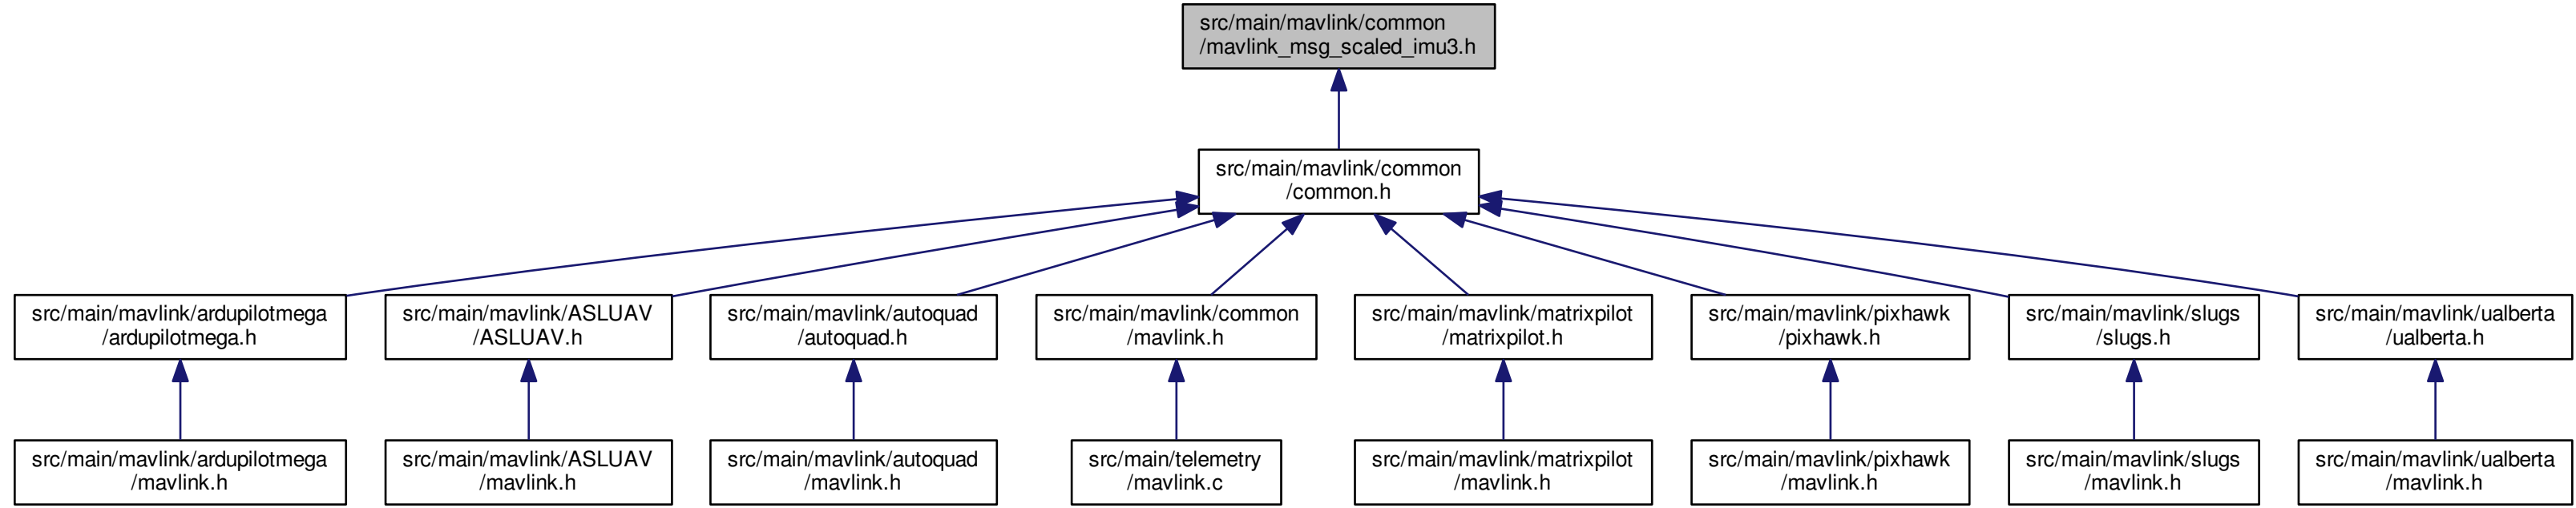 src/main/mavlink/common
/mavlink_msg_scaled_imu3.h
src/main/mavlink/common
/common.h
src/main/mavlink/ardupilotmega
/ardupilotmega.h
src/main/mavlink/ASLUAV
/ASLUAV.h
src/main/mavlink/autoquad
/autoquad.h
src/main/mavlink/common
/mavlink.h
src/main/mavlink/matrixpilot
/matrixpilot.h
src/main/mavlink/pixhawk
/pixhawk.h
src/main/mavlink/slugs
/slugs.h
src/main/mavlink/ualberta
/ualberta.h
src/main/mavlink/ardupilotmega
/mavlink.h
src/main/mavlink/ASLUAV
/mavlink.h
src/main/mavlink/autoquad
/mavlink.h
src/main/telemetry
/mavlink.c
src/main/mavlink/matrixpilot
/mavlink.h
src/main/mavlink/pixhawk
/mavlink.h
src/main/mavlink/slugs
/mavlink.h
src/main/mavlink/ualberta
/mavlink.h